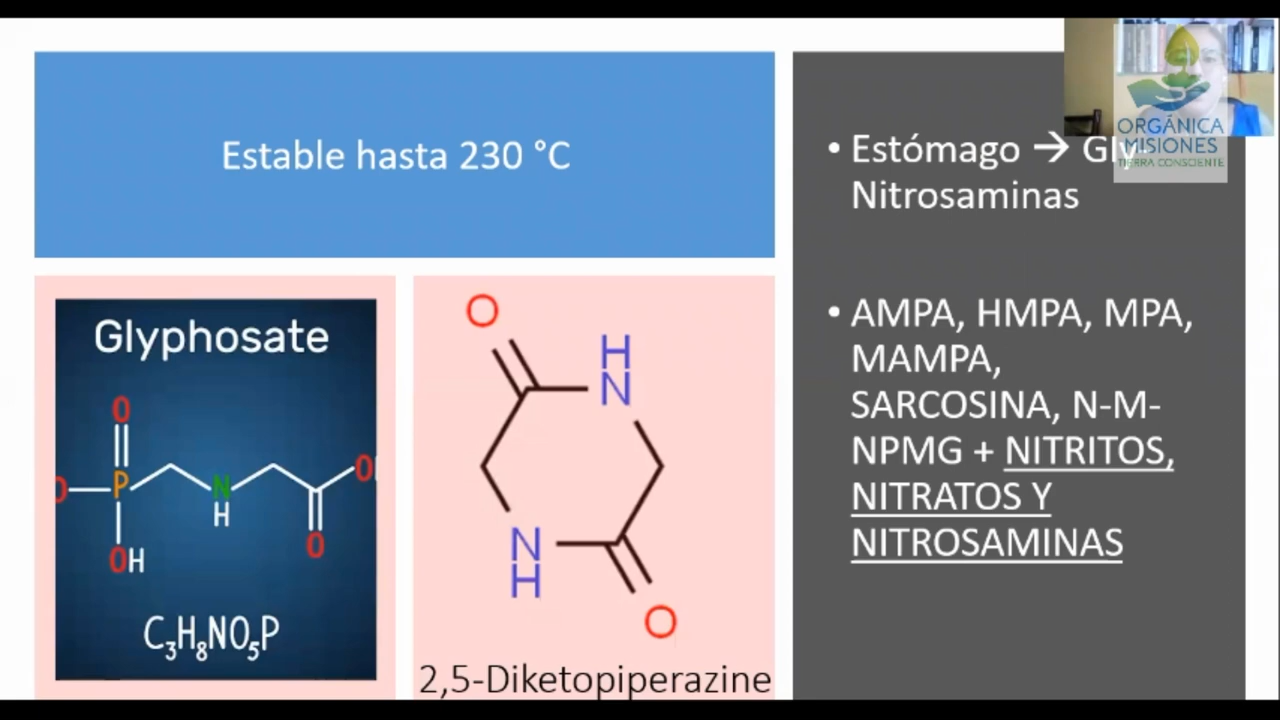 Estable hasta 230 °C
Glyphosate
O
P
N
H
O
O
OH
O
C₃H₈NO₅P
O
H
N
N
H
O
2,5-Diketopiperazine
• Estómago → Gly-
Nitrosaminas
• AMPA, HMPA, MPA,
MAMPA,
SARCOSINA, N-M-
NPMG + NITRITOS,
NITRATOS Y
NITROSAMINAS
ORGÁNICA
MISIONES
TIERRA CONSCIENTE